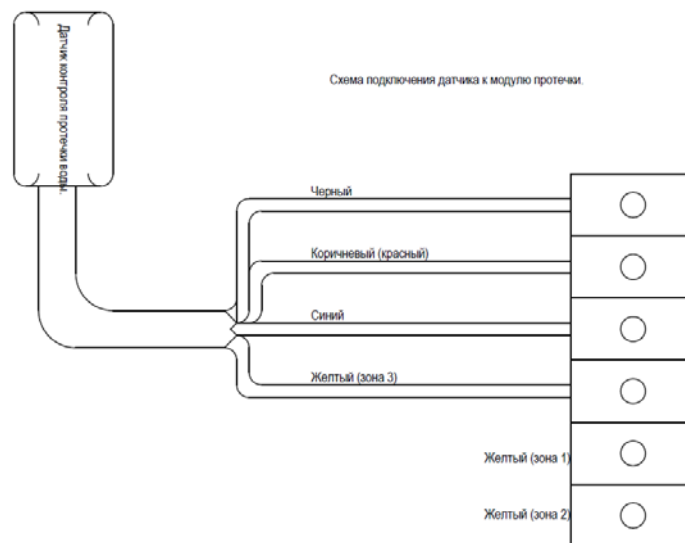 Датчик контроля протечки воды.
Схема подключения датчика к модулю протечки.
Черный
Коричневый (красный)
Синий
Желтый (зона 3)
Желтый (зона 1)
Желтый (зона 2)